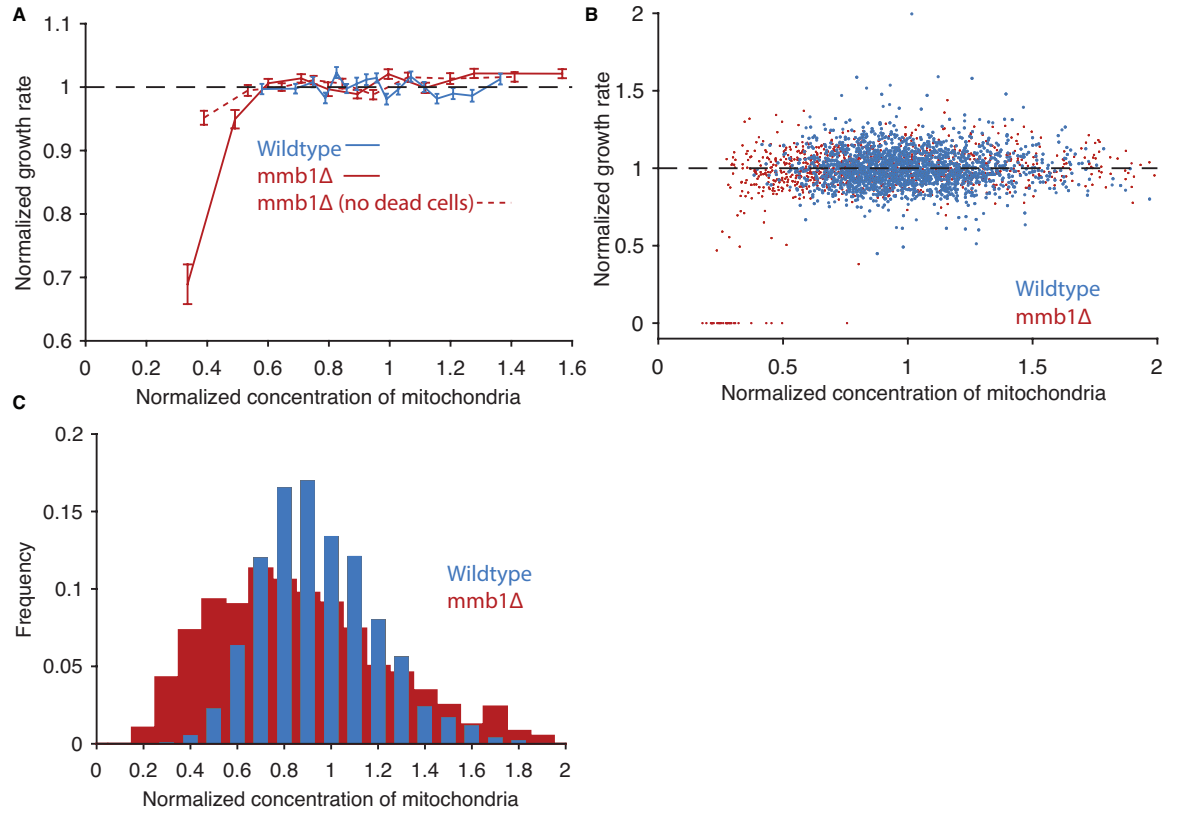 A
1.1
1
0.9
0.8
0.7
0.6
Normalized growth rate
Wildtype
mmb1Δ
mmb1Δ (no dead cells)
0 0.2 0.4 0.6 0.8 1 1.2 1.4 1.6
Normalized concentration of mitochondria
B
2
1.5
1
0.5
0
Normalized growth rate
Wildtype
mmb1Δ
0 0.5 1 1.5 2
Normalized concentration of mitochondria
C
0.2
0.15
0.1
0.05
0
Frequency
Wildtype
mmb1Δ
0 0.2 0.4 0.6 0.8 1 1.2 1.4 1.6 1.8 2
Normalized concentration of mitochondria